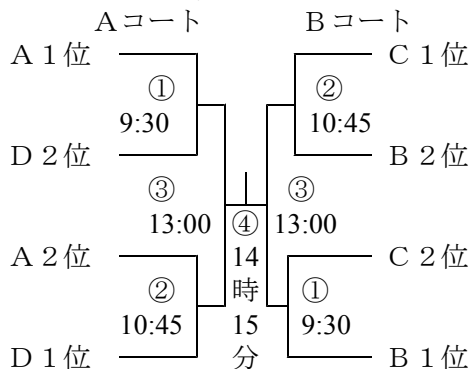 Aコート Bコート
A1位 C1位
① ②
9:30 10:45
D2位 B2位
③ ③
13:00 ④ 13:00
A2位 14 C2位
② 時 ①
10:45 15 9:30
D1位 分 B1位